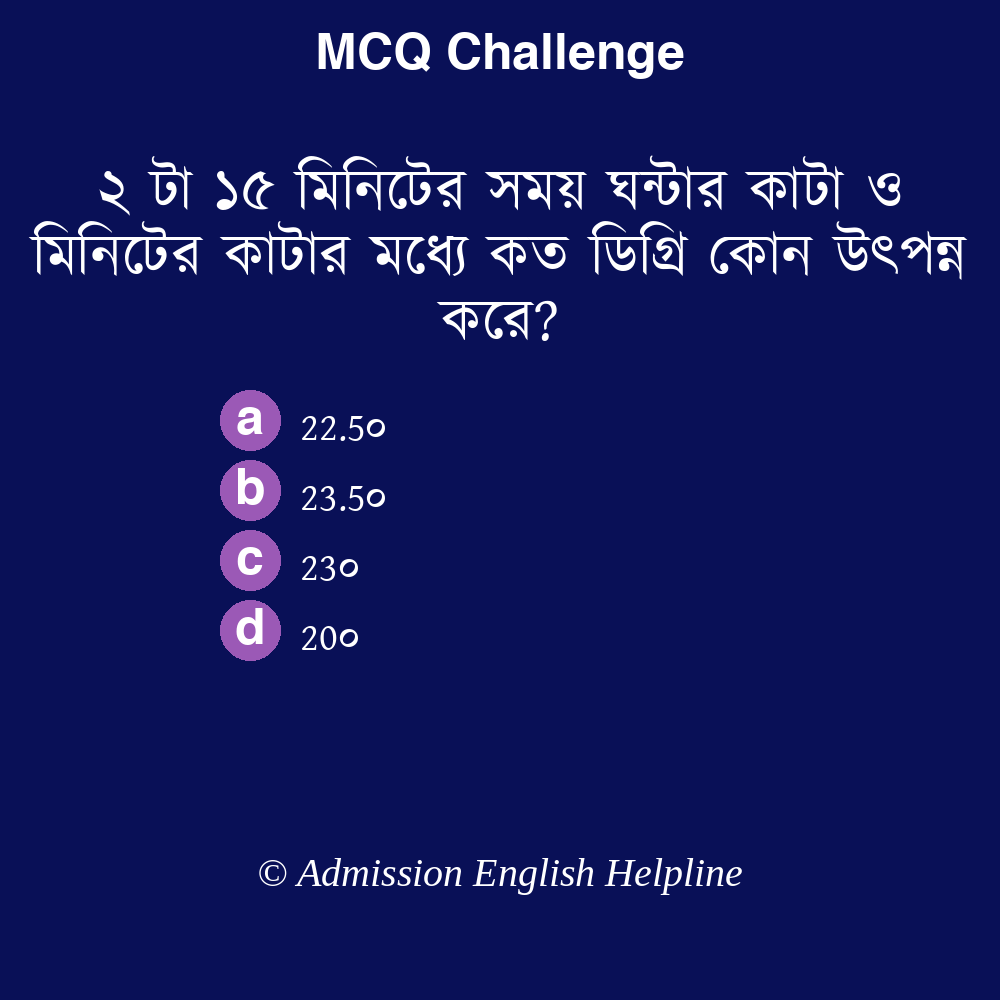 MCQ Challenge
২ টা ১৫ মিনিটের সময় ঘন্টার কাটা ও
মিনিটের কাটার মধ্যে কত ডিগ্রি কোন উৎপন্ন
করে?
a 22.5০
b 23.5০
c 23০
d 20০
© Admission English Helpline